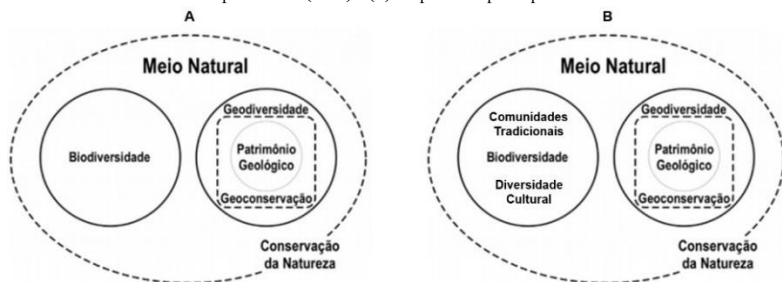 A
Meio Natural
Biodiversidade
Geodiversidade
Patrimônio
Geológico
Geoconservação
Conservação
da Natureza
B
Meio Natural
Comunidades
Tradicionais
Biodiversidade
Diversidade
Cultural
Geodiversidade
Patrimônio
Geológico
Geoconservação
Conservação
da Natureza